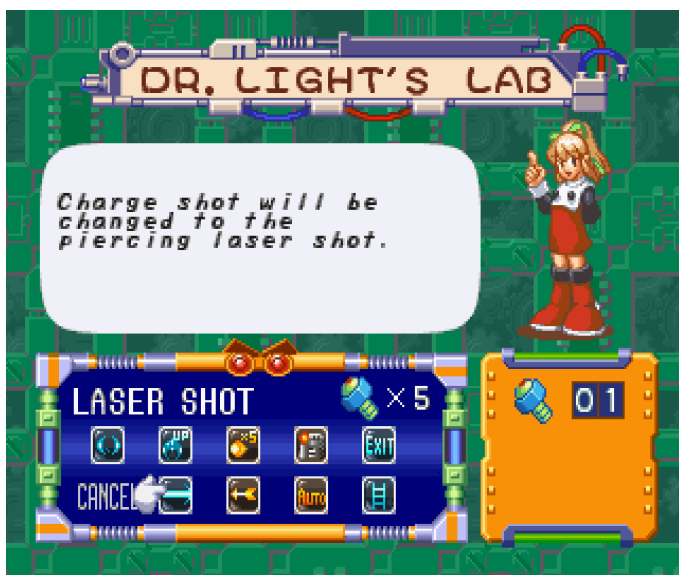 DR. LIGHT'S LAB
Charge shot will be
changed to the
piercing laser shot.
LASER SHOT ×5
01
UP ×5 EXIT
CANCEL AUTO